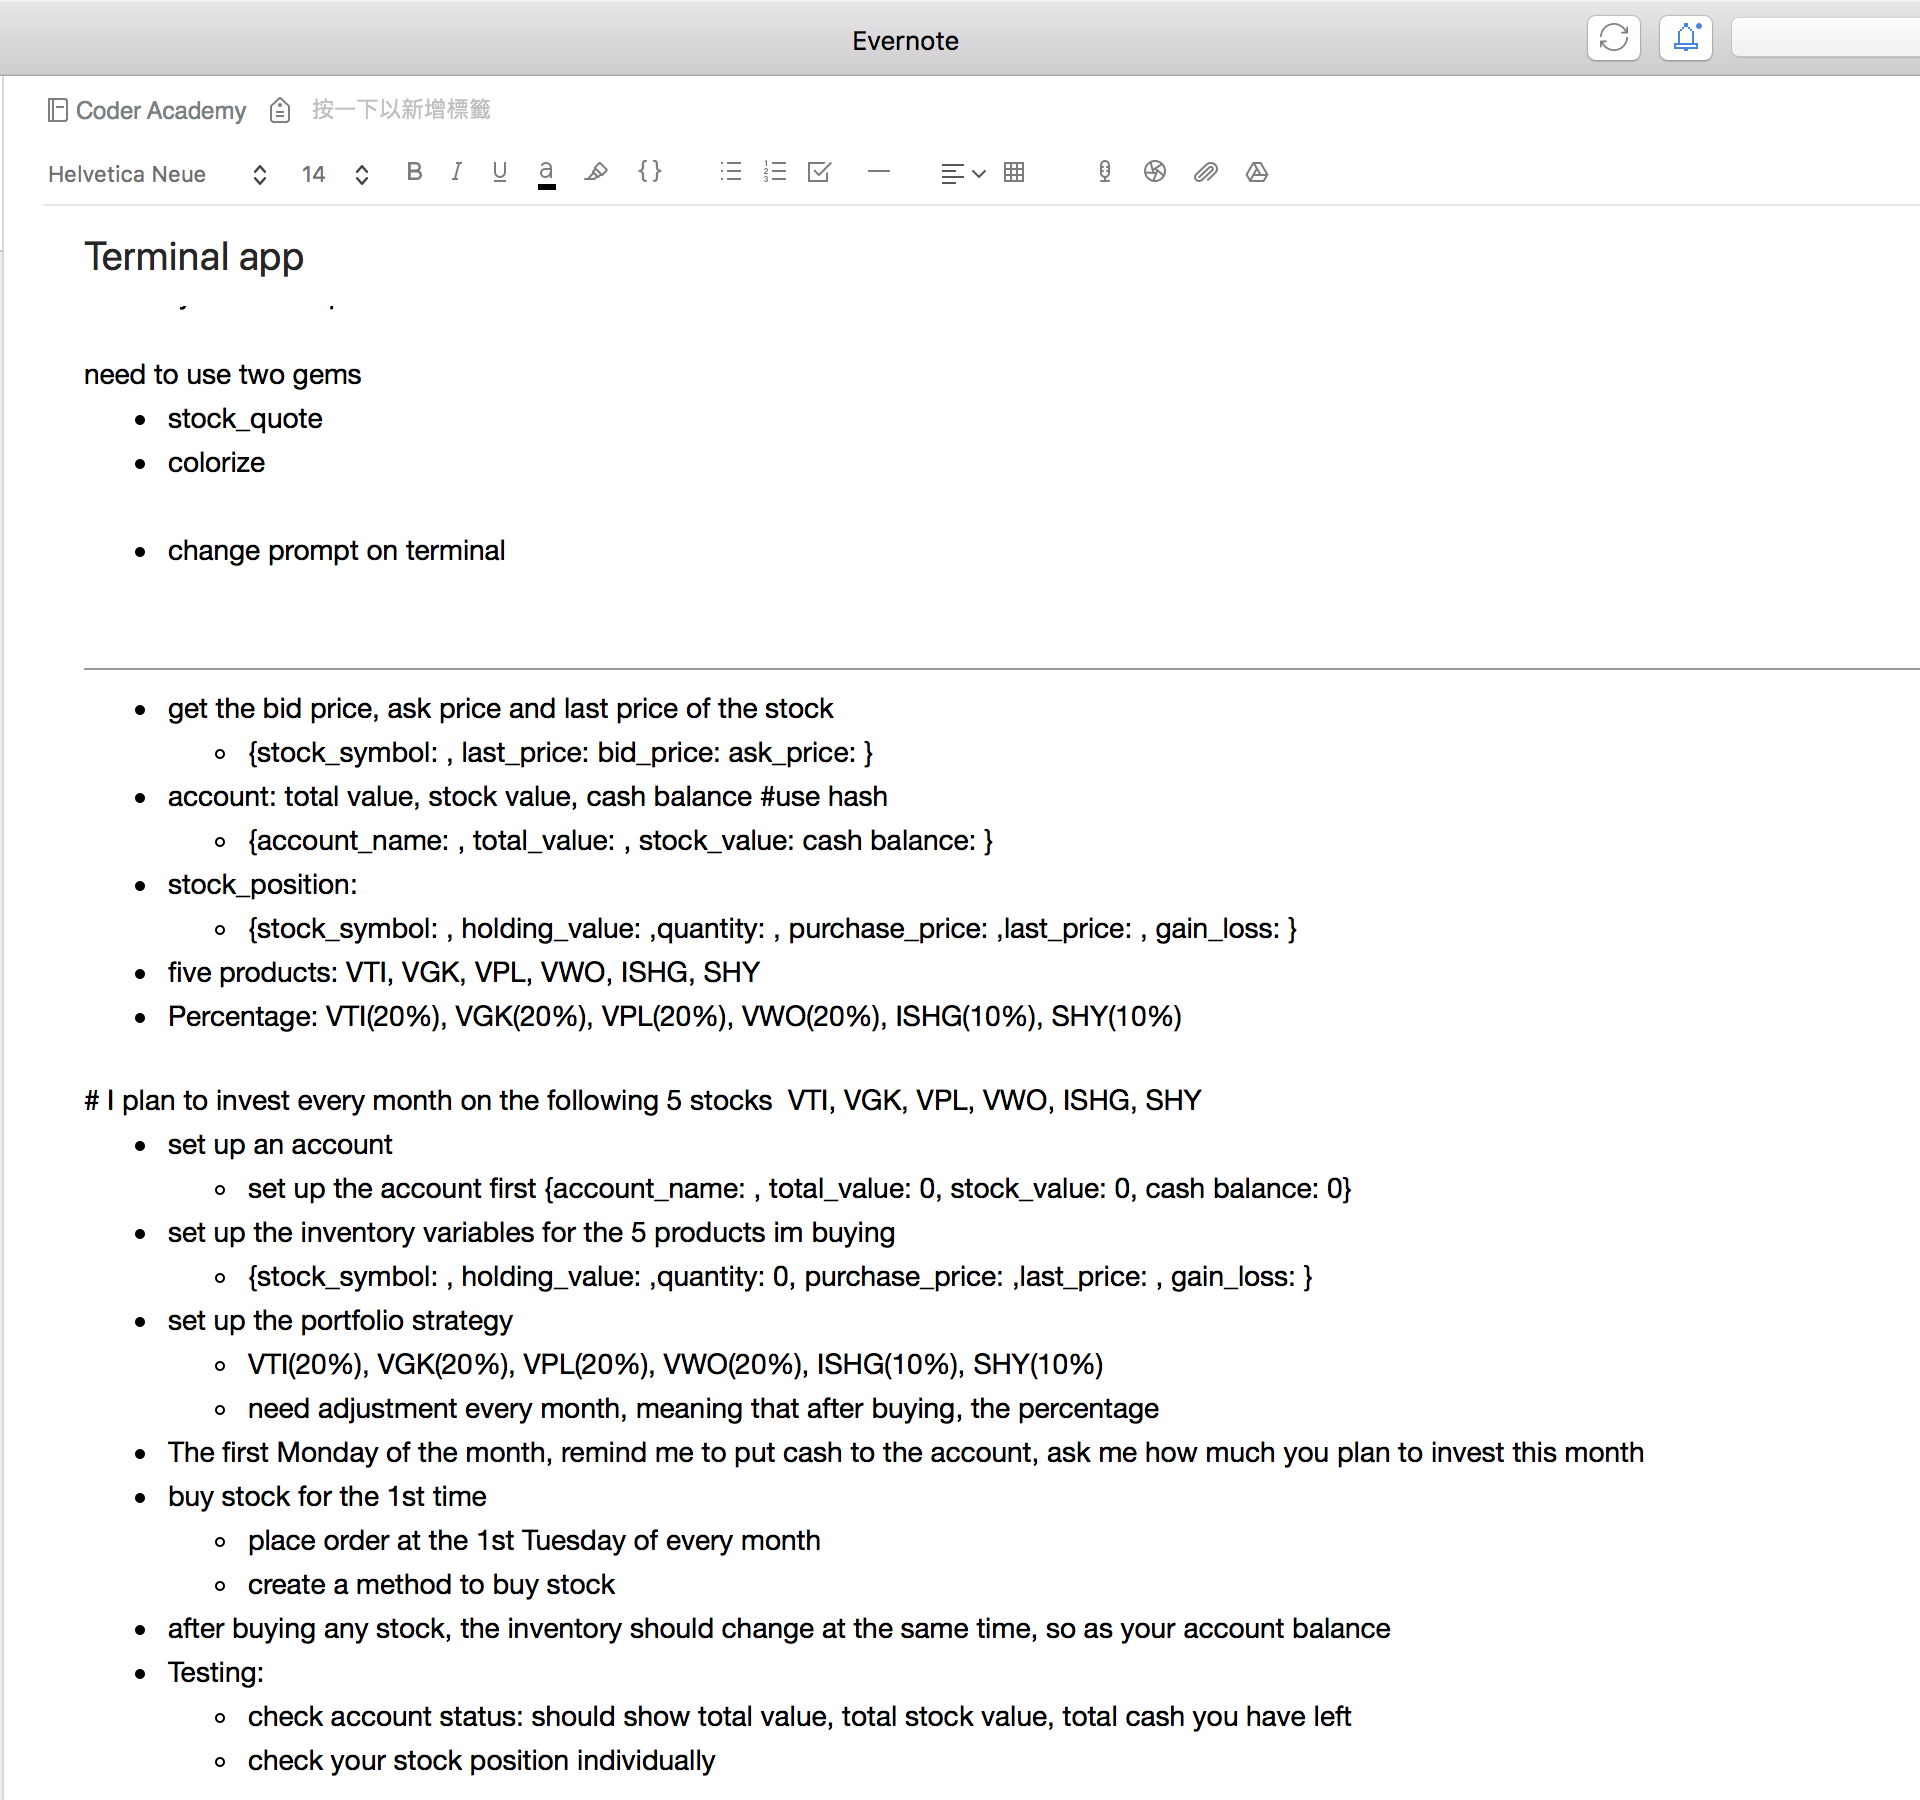 Evernote
Coder Academy 按一下以新增標籤
Helvetica Neue 14 B I U a {}
Terminal app
need to use two gems
• stock_quote
• colorize
• change prompt on terminal
• get the bid price, ask price and last price of the stock
◦ {stock_symbol: , last_price: bid_price: ask_price: }
• account: total value, stock value, cash balance #use hash
◦ {account_name: , total_value: , stock_value: cash balance: }
• stock_position:
◦ {stock_symbol: , holding_value: ,quantity: , purchase_price: ,last_price: , gain_loss: }
• five products: VTI, VGK, VPL, VWO, ISHG, SHY
• Percentage: VTI(20%), VGK(20%), VPL(20%), VWO(20%), ISHG(10%), SHY(10%)
# I plan to invest every month on the following 5 stocks  VTI, VGK, VPL, VWO, ISHG, SHY
• set up an account
◦ set up the account first {account_name: , total_value: 0, stock_value: 0, cash balance: 0}
• set up the inventory variables for the 5 products im buying
◦ {stock_symbol: , holding_value: ,quantity: 0, purchase_price: ,last_price: , gain_loss: }
• set up the portfolio strategy
◦ VTI(20%), VGK(20%), VPL(20%), VWO(20%), ISHG(10%), SHY(10%)
◦ need adjustment every month, meaning that after buying, the percentage
• The first Monday of the month, remind me to put cash to the account, ask me how much you plan to invest this month
• buy stock for the 1st time
◦ place order at the 1st Tuesday of every month
◦ create a method to buy stock
• after buying any stock, the inventory should change at the same time, so as your account balance
• Testing:
◦ check account status: should show total value, total stock value, total cash you have left
◦ check your stock position individually